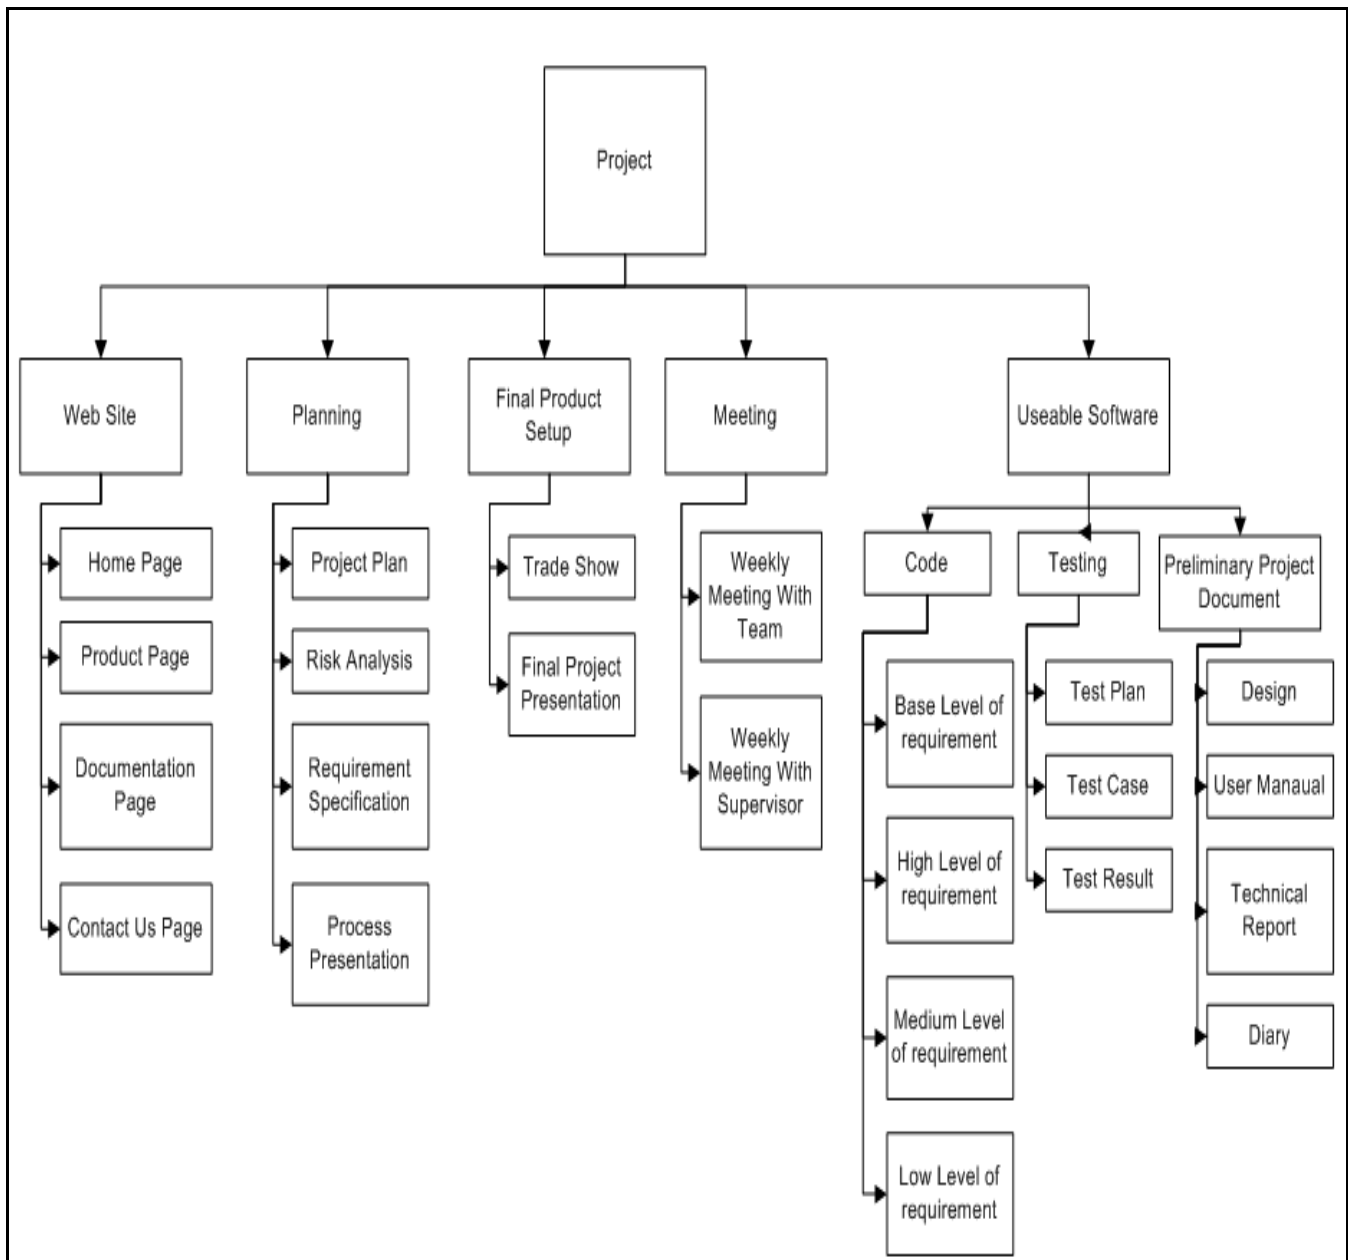 Project
Web Site
Planning
Final Product
Setup
Meeting
Useable Software
Home Page
Product Page
Documentation
Page
Contact Us Page
Project Plan
Risk Analysis
Requirement
Specification
Process
Presentation
Trade Show
Final Project
Presentation
Weekly
Meeting With
Team
Weekly
Meeting With
Supervisor
Code
Base Level of
requirement
High Level of
requirement
Medium Level
of requirement
Low Level of
requirement
Testing
Test Plan
Test Case
Test Result
Preliminary Project
Document
Design
User Manaual
Technical
Report
Diary